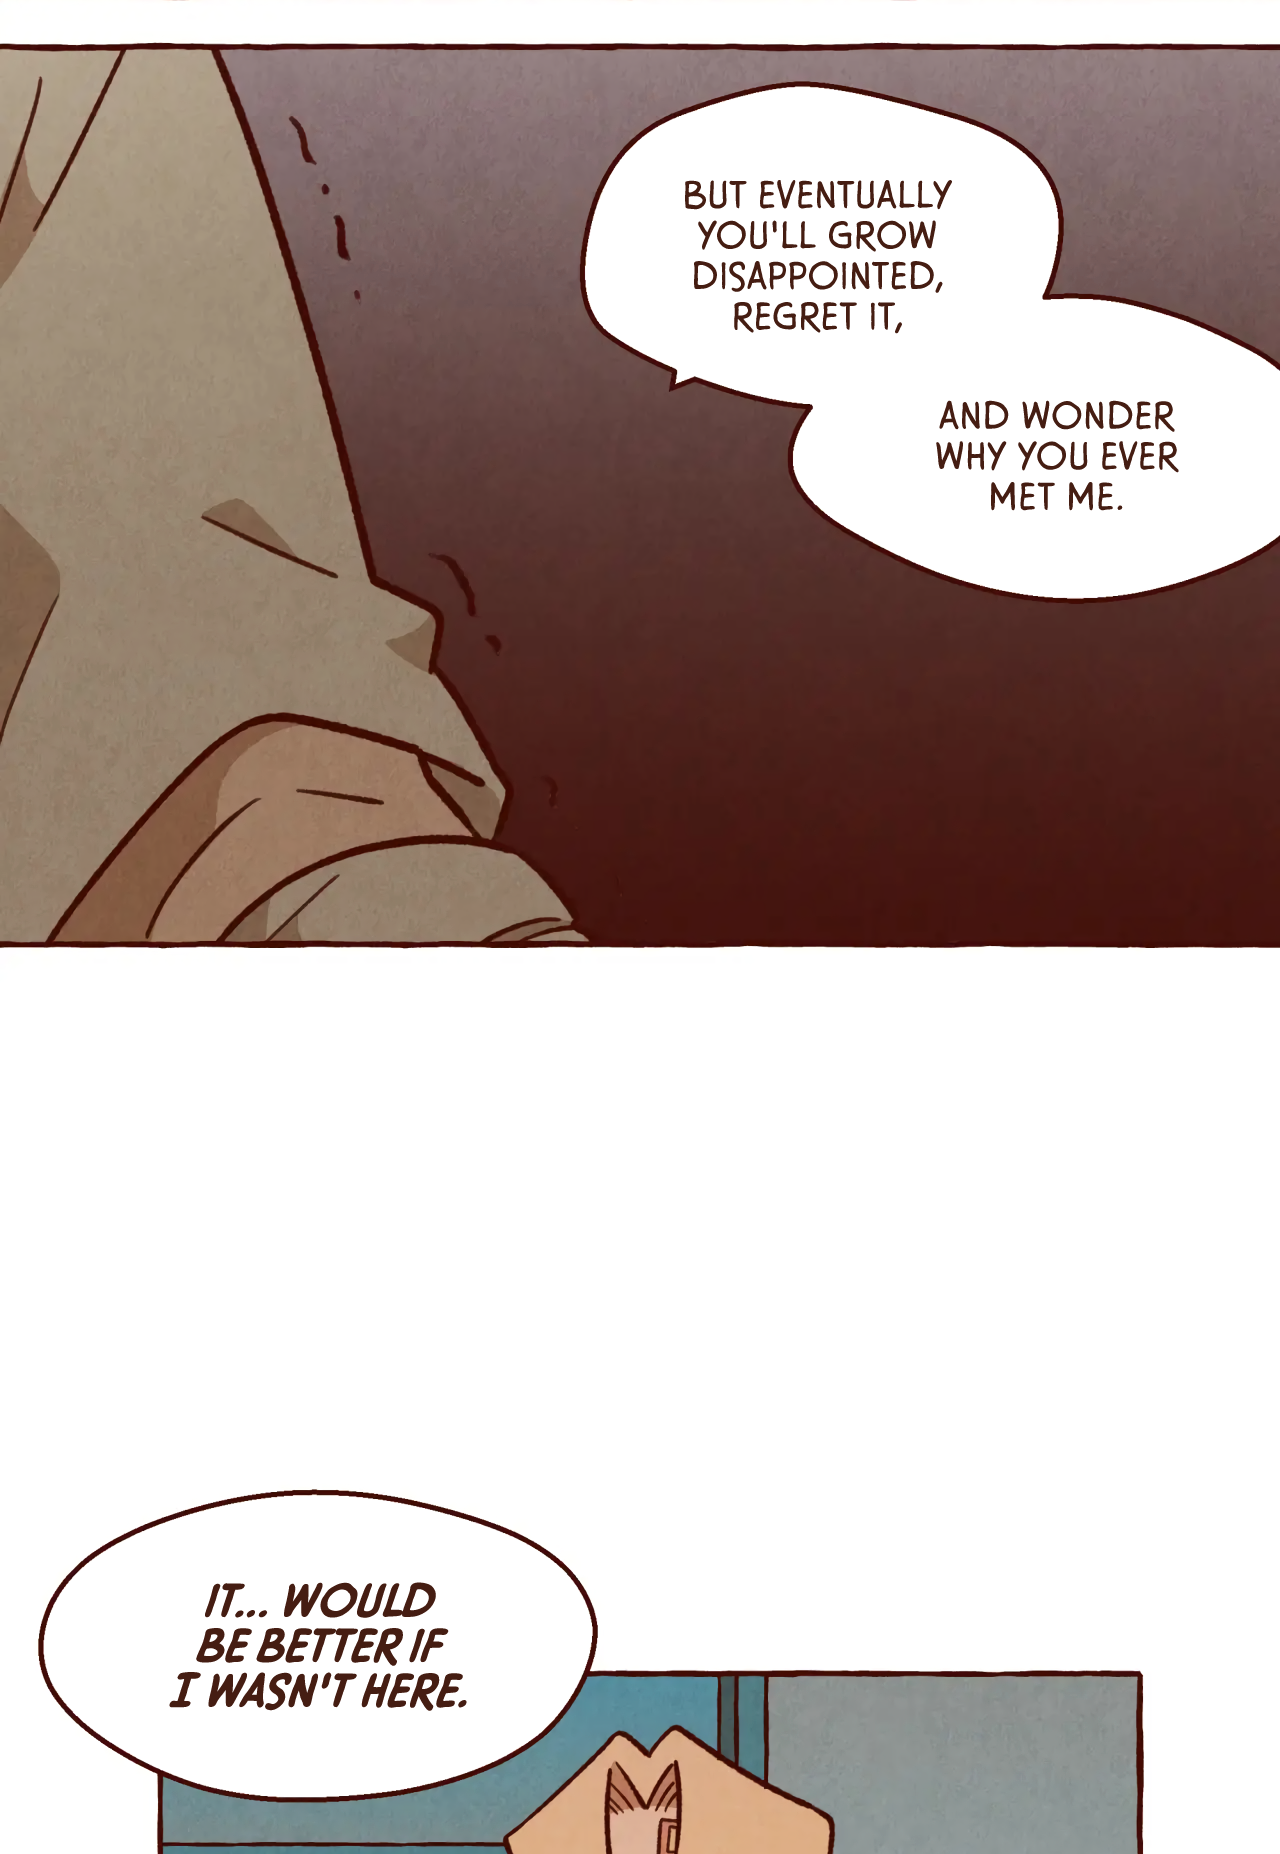 BUT EVENTUALLY
YOU'LL GROW
DISAPPOINTED,
REGRET IT,
AND WONDER
WHY YOU EVER
MET ME.
IT... WOULD
BE BETTER IF
I WASN'T HERE.